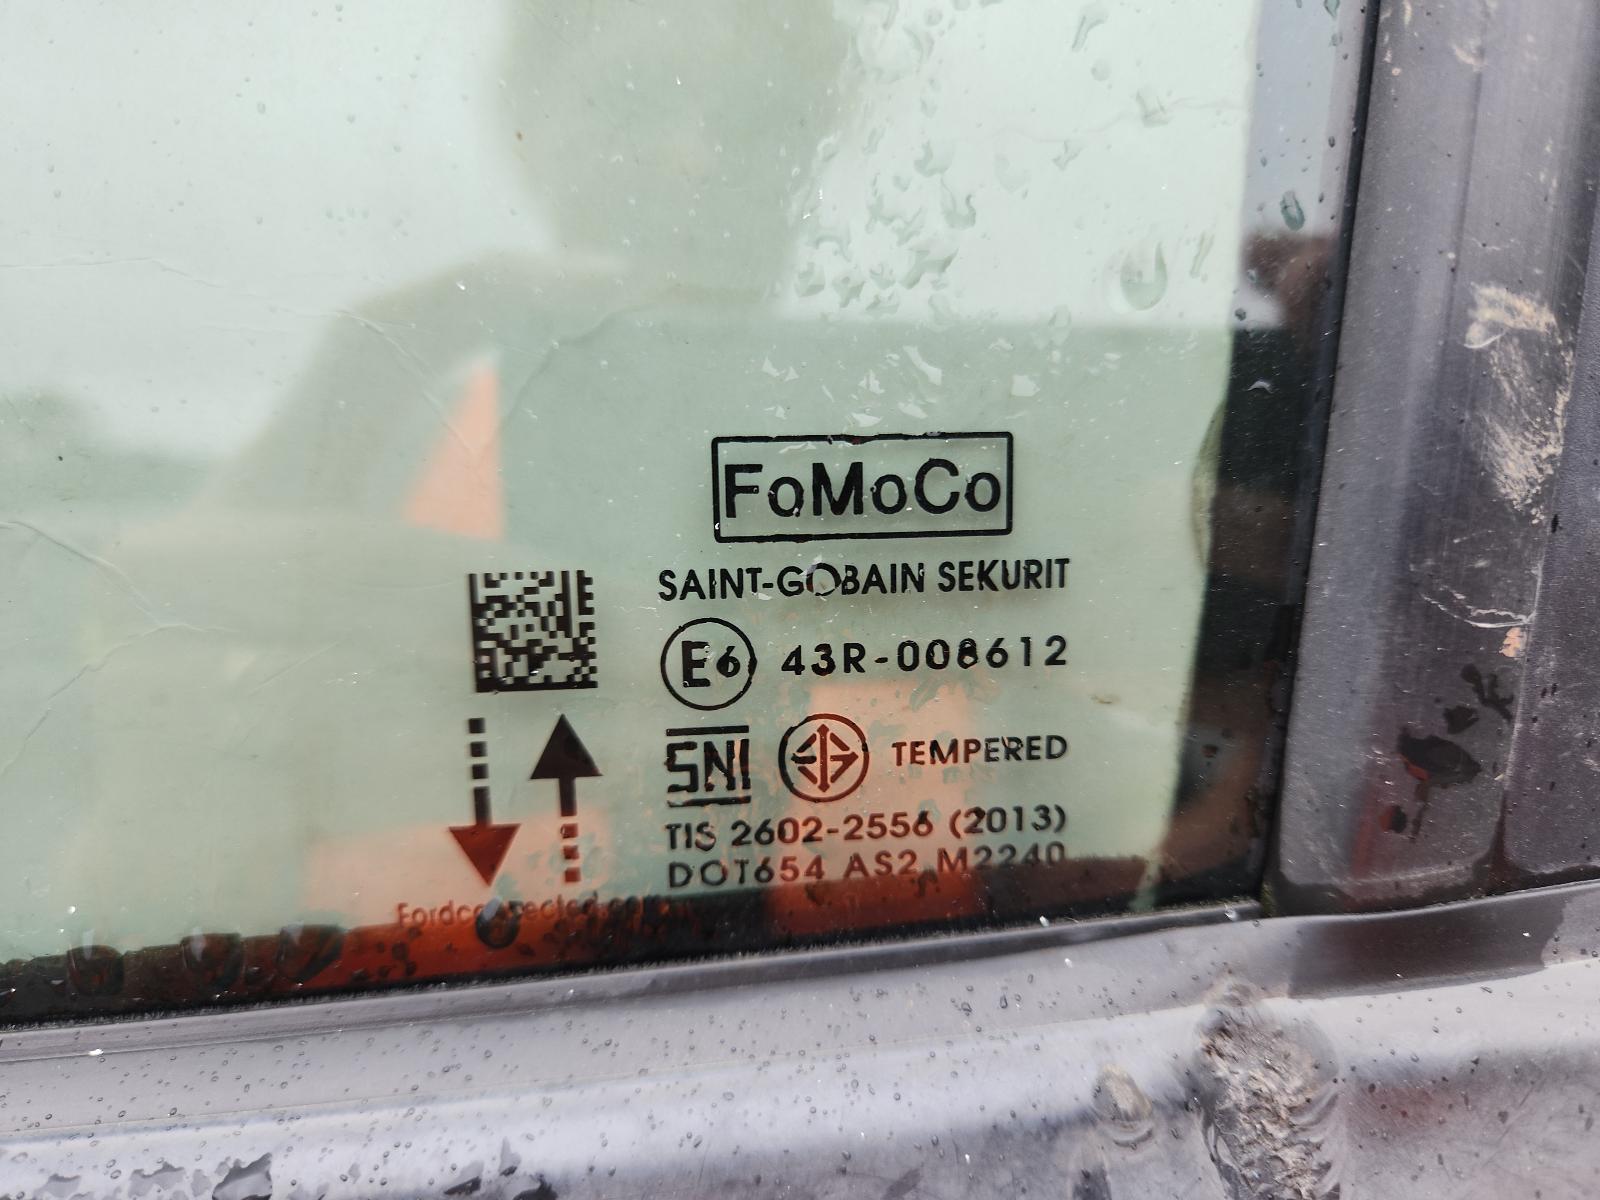 FoMoCo
SAINT-GOBAIN SEKURIT
E6 43R-008612
SNI TEMPERED
TIS 2602-2556 (2013)
DOT654 AS2 M2240